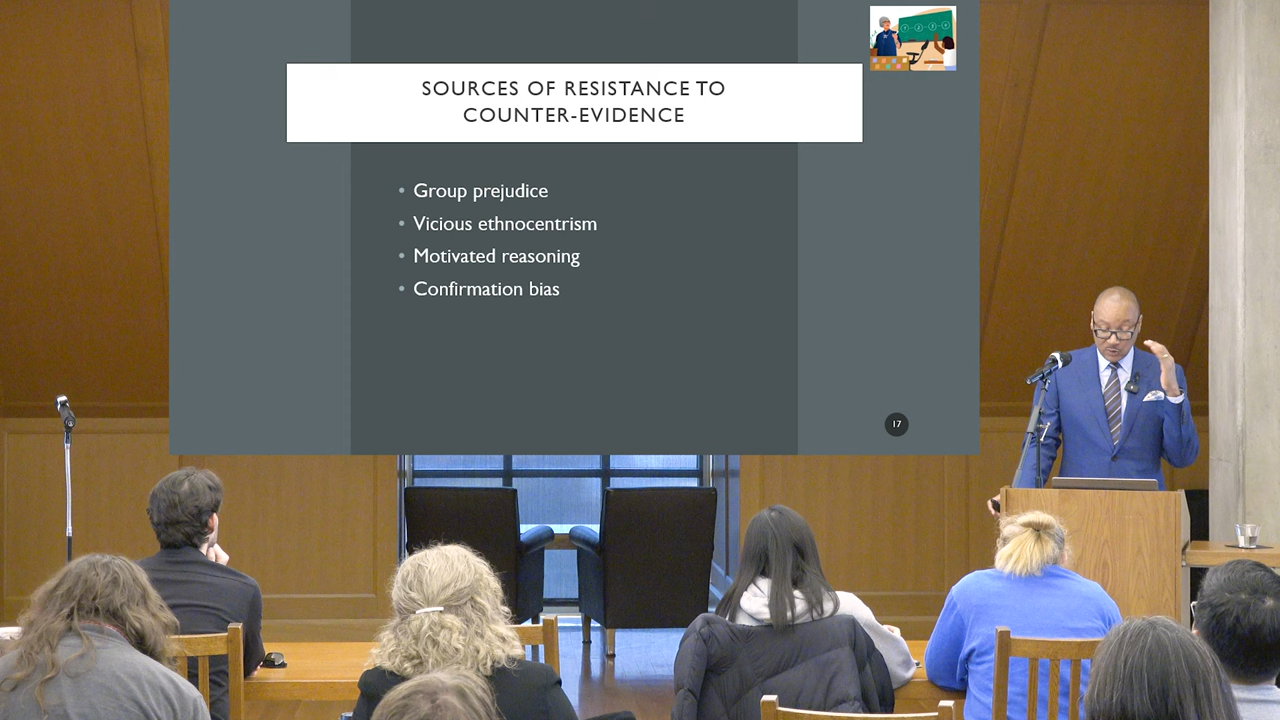 SOURCES OF RESISTANCE TO
COUNTER-EVIDENCE
• Group prejudice
• Vicious ethnocentrism
• Motivated reasoning
• Confirmation bias
17